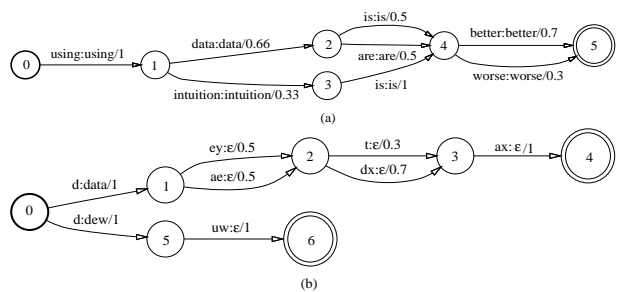 is:is/0.5
data:data/0.66
2
better:better/0.7
using:using/1
are:are/0.5
0
1
4
5
intuition:intuition/0.33
3
is:is/1
worse:worse/0.3
(a)
ey:ε/0.5
t:ε/0.3
ax: ε/1
2
3
4
d:data/1
1
ae:ε/0.5
dx:ε/0.7
0
d:dew/1
uw:ε/1
5
6
(b)